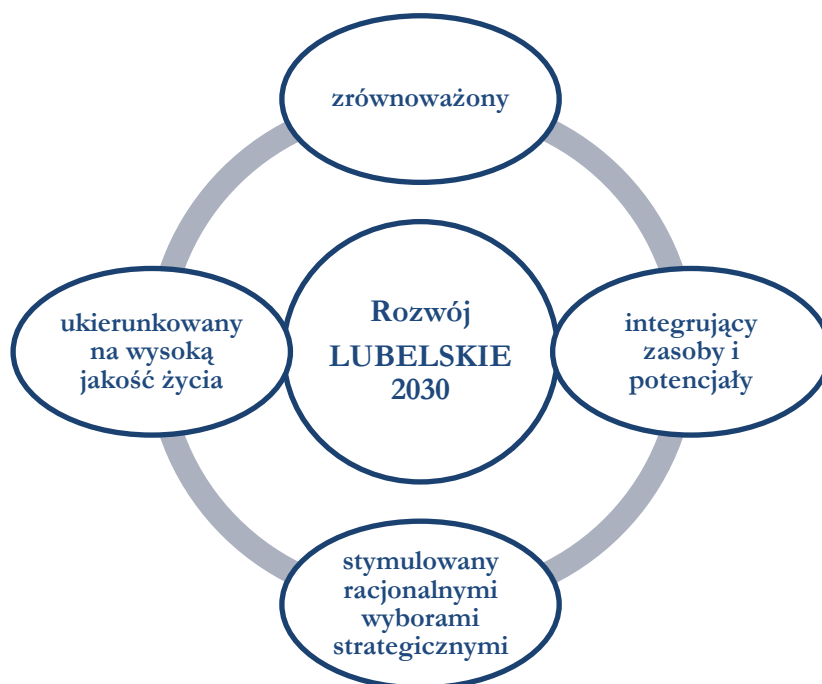 zrównoważony
ukierunkowany
na wysoką
jakość życia
Rozwój
LUBELSKIE
2030
integrujący
zasoby i
potencjały
stymulowany
racjonalnymi
wyborami
strategicznymi